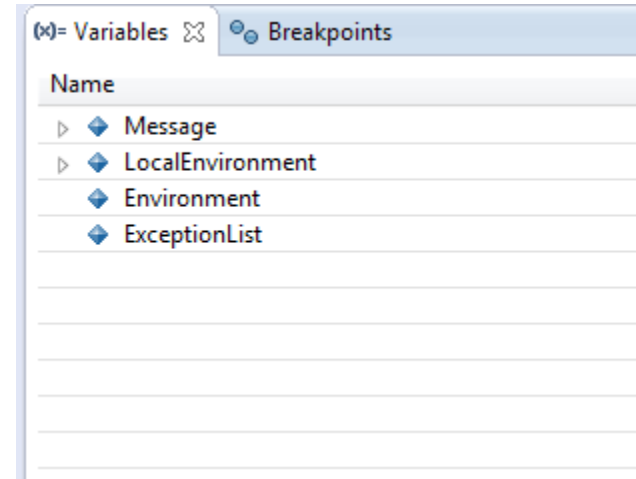 (x)= Variables Breakpoints
Name
Message
LocalEnvironment
Environment
ExceptionList